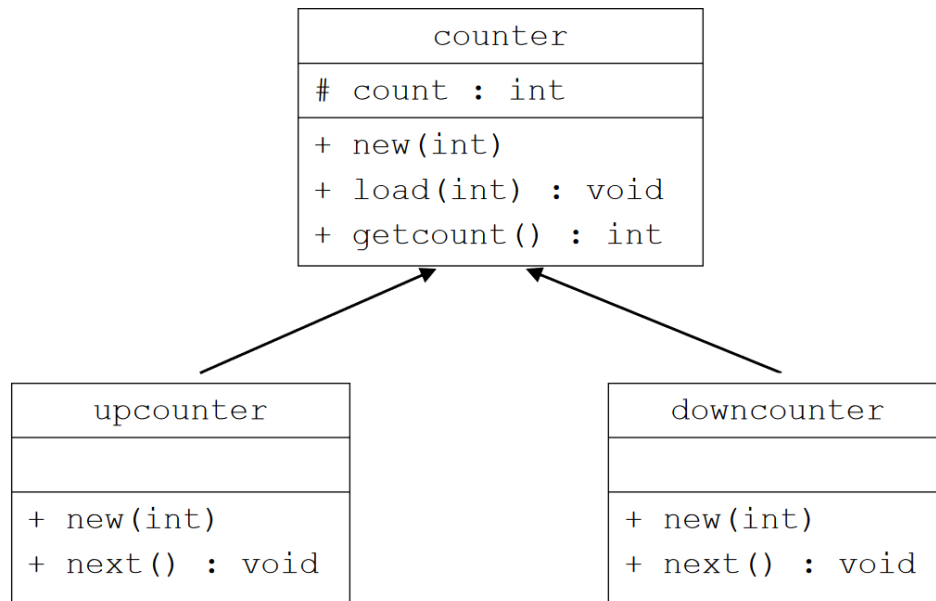 counter
# count : int
+ new(int)
+ load(int) : void
+ getcount() : int
upcounter
+ new(int)
+ next() : void
downcounter
+ new(int)
+ next() : void